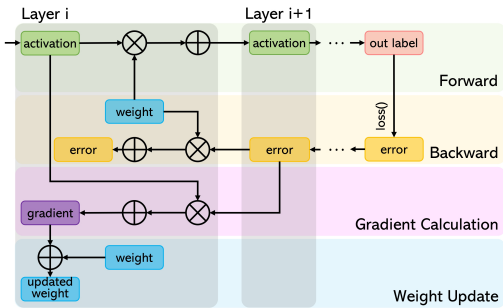 Layer i
Layer i+1
activation
activation
...
out label
Forward
weight
loss()
error
error
...
error
Backward
gradient
Gradient Calculation
weight
updated
weight
Weight Update